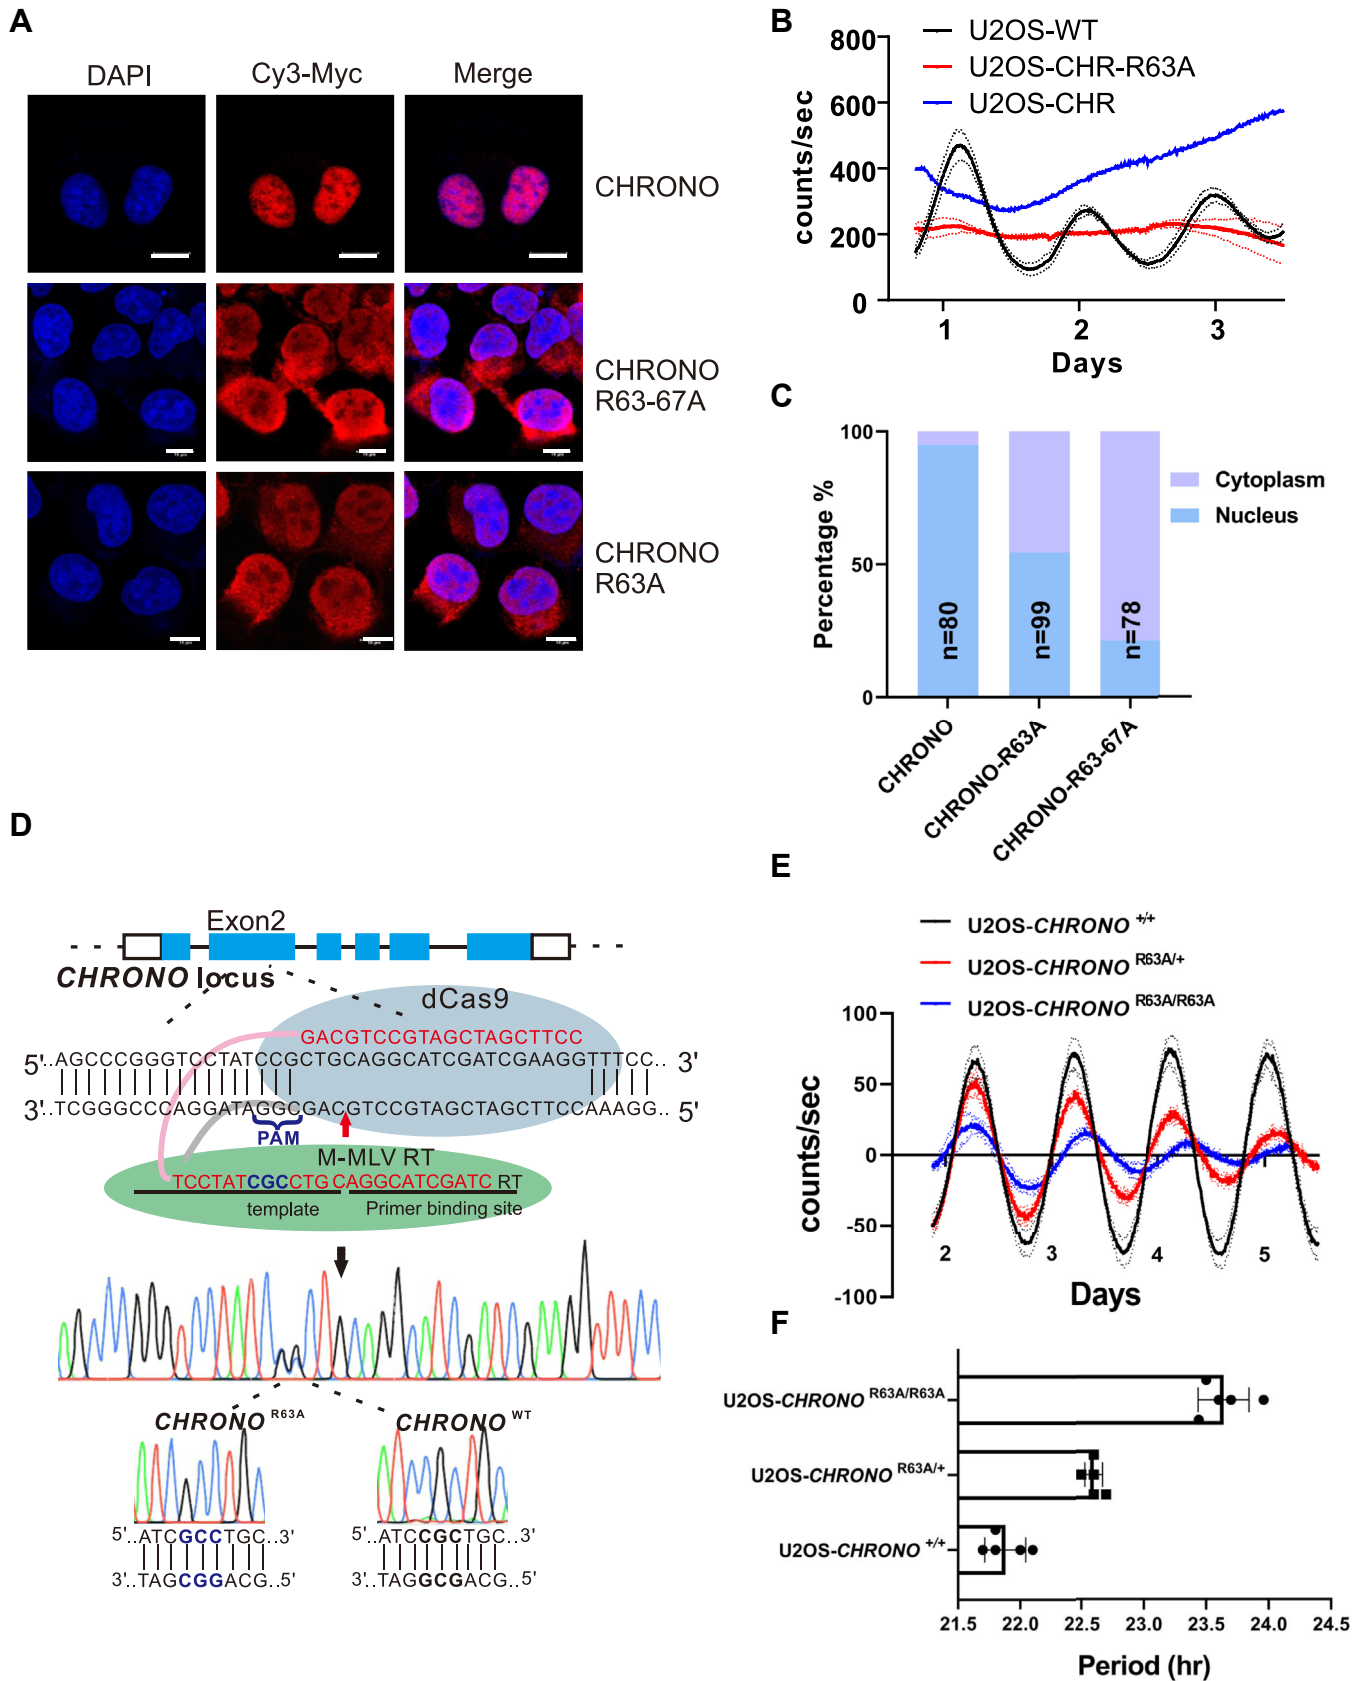 A
DAPI
Cy3-Myc
Merge
CHRONO
CHRONO
R63-67A
CHRONO
R63A
B
U2OS-WT
U2OS-CHR-R63A
U2OS-CHR
800
600
400
200
0
counts/sec
1 2 3
Days
C
100
50
0
Percentage %
n=80
n=99
n=78
Cytoplasm
Nucleus
CHRONO
CHRONO-R63A
CHRONO-R63-67A
D
Exon2
CHRONO locus
dCas9
GACGTCCGTAGCTAGCTTCC
5'..AGCCCGGGTCCTATCCGCTGCAGGCATCGATCGAAGGTTTCC.. 3'
3'..TCGGGCCCAGGATAGGCGACGTCCGTAGCTAGCTTCCAAAGG.. 5'
PAM
M-MLV RT
TCCTATCGCCTGCAGGCATCGATC RT
template
Primer binding site
CHRONO R63A
CHRONO WT
5'..ATCGCCTGC..3'
3'..TAGCGGACG..5'
5'..ATCCCGCTGC..3'
3'..TAGGGCGACG..5'
E
U2OS-CHRONO +/+
U2OS-CHRONO R63A/+
U2OS-CHRONO R63A/R63A
100
50
0
-50
-100
counts/sec
2 3 4 5
Days
F
U2OS-CHRONO R63A/R63A
U2OS-CHRONO R63A/+
U2OS-CHRONO +/+
21.5 22.0 22.5 23.0 23.5 24.0 24.5
Period (hr)